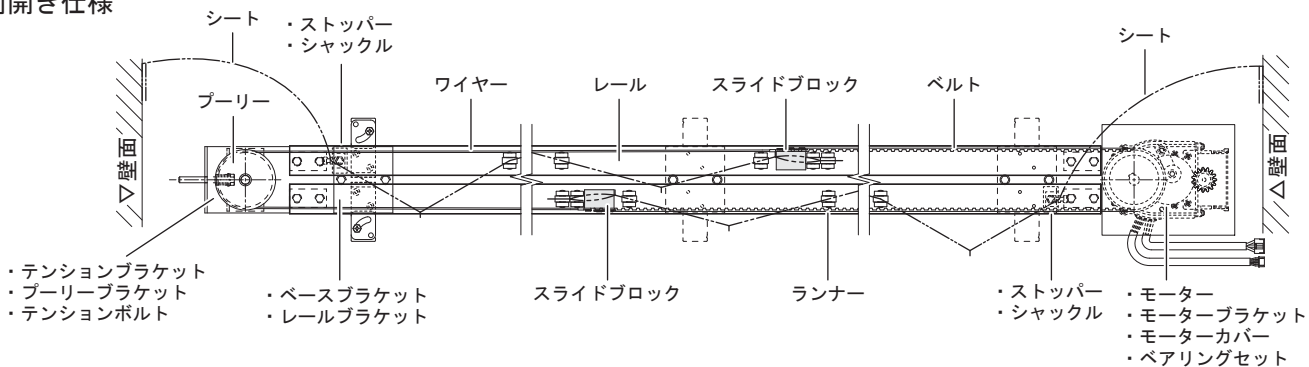 開き仕様
シート
・ストッパー
・シャックル
シート
プーリー
ワイヤー
レール
スライドブロック
ベルト
▽壁面
▽壁面
・テンションブラケット
・プーリーブラケット
・テンションボルト
・ベースブラケット
・レールブラケット
スライドブロック
ランナー
・ストッパー
・シャックル
・モーター
・モーターブラケット
・モーターカバー
・ベアリングセット